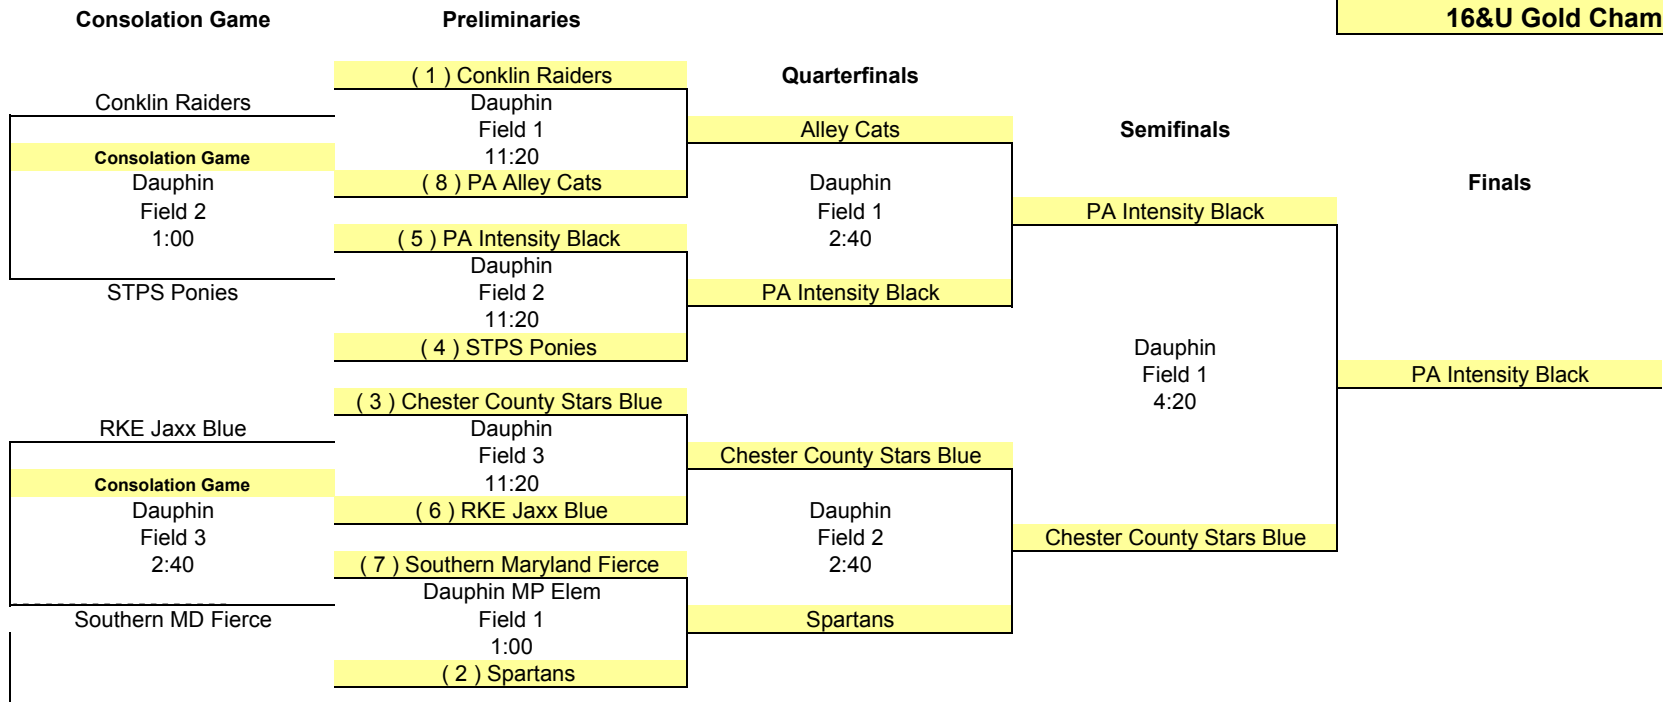 Consolation Game
Preliminaries
16&U Gold Cham
( 1 ) Conklin Raiders
Quarterfinals
Conklin Raiders
Dauphin
Field 1
Alley Cats
Semifinals
Consolation Game
11:20
Dauphin
( 8 ) PA Alley Cats
Dauphin
Finals
Field 2
Field 1
PA Intensity Black
1:00
( 5 ) PA Intensity Black
2:40
Dauphin
STPS Ponies
Field 2
PA Intensity Black
11:20
( 4 ) STPS Ponies
Dauphin
Field 1
PA Intensity Black
( 3 ) Chester County Stars Blue
4:20
RKE Jaxx Blue
Dauphin
Field 3
Chester County Stars Blue
Consolation Game
11:20
Dauphin
( 6 ) RKE Jaxx Blue
Dauphin
Field 3
Field 2
Chester County Stars Blue
2:40
( 7 ) Southern Maryland Fierce
2:40
Dauphin MP Elem
Southern MD Fierce
Field 1
Spartans
1:00
( 2 ) Spartans